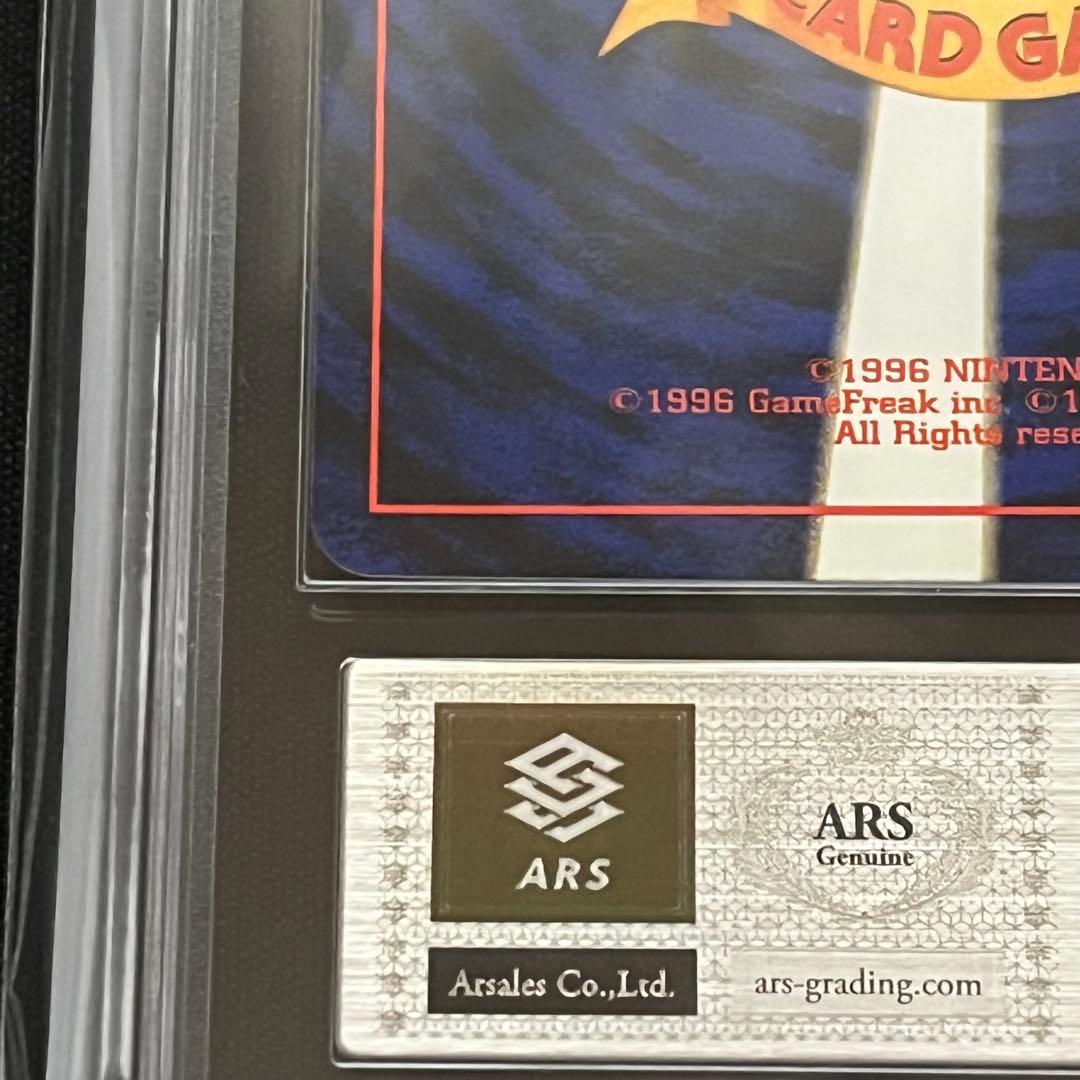 CARD GA
©1996 NINTEN
©1996 GameFreak inc. ©1
All Rights rese
ARS
ARS
Genuine
Arsales Co.,Ltd.
ars-grading.com